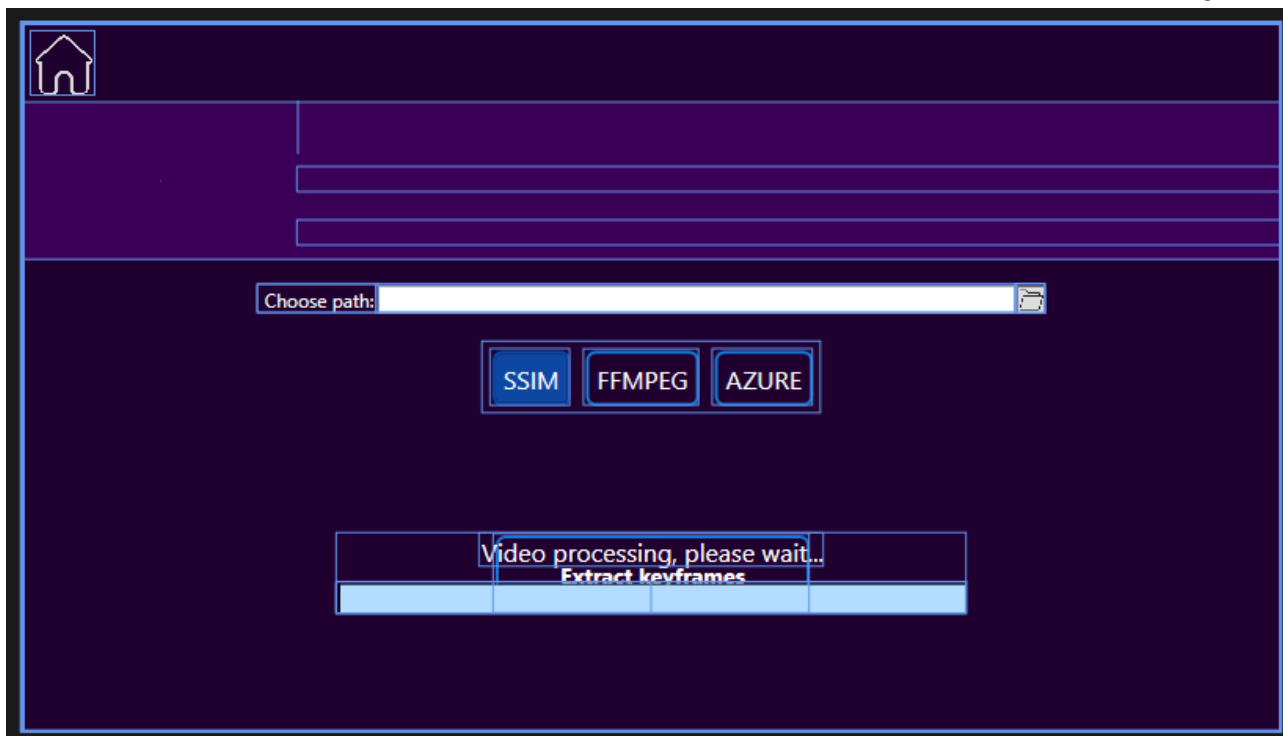 Choose path:
SSIM FFMPEG AZURE
Video processing, please wait...
Extract keyframes